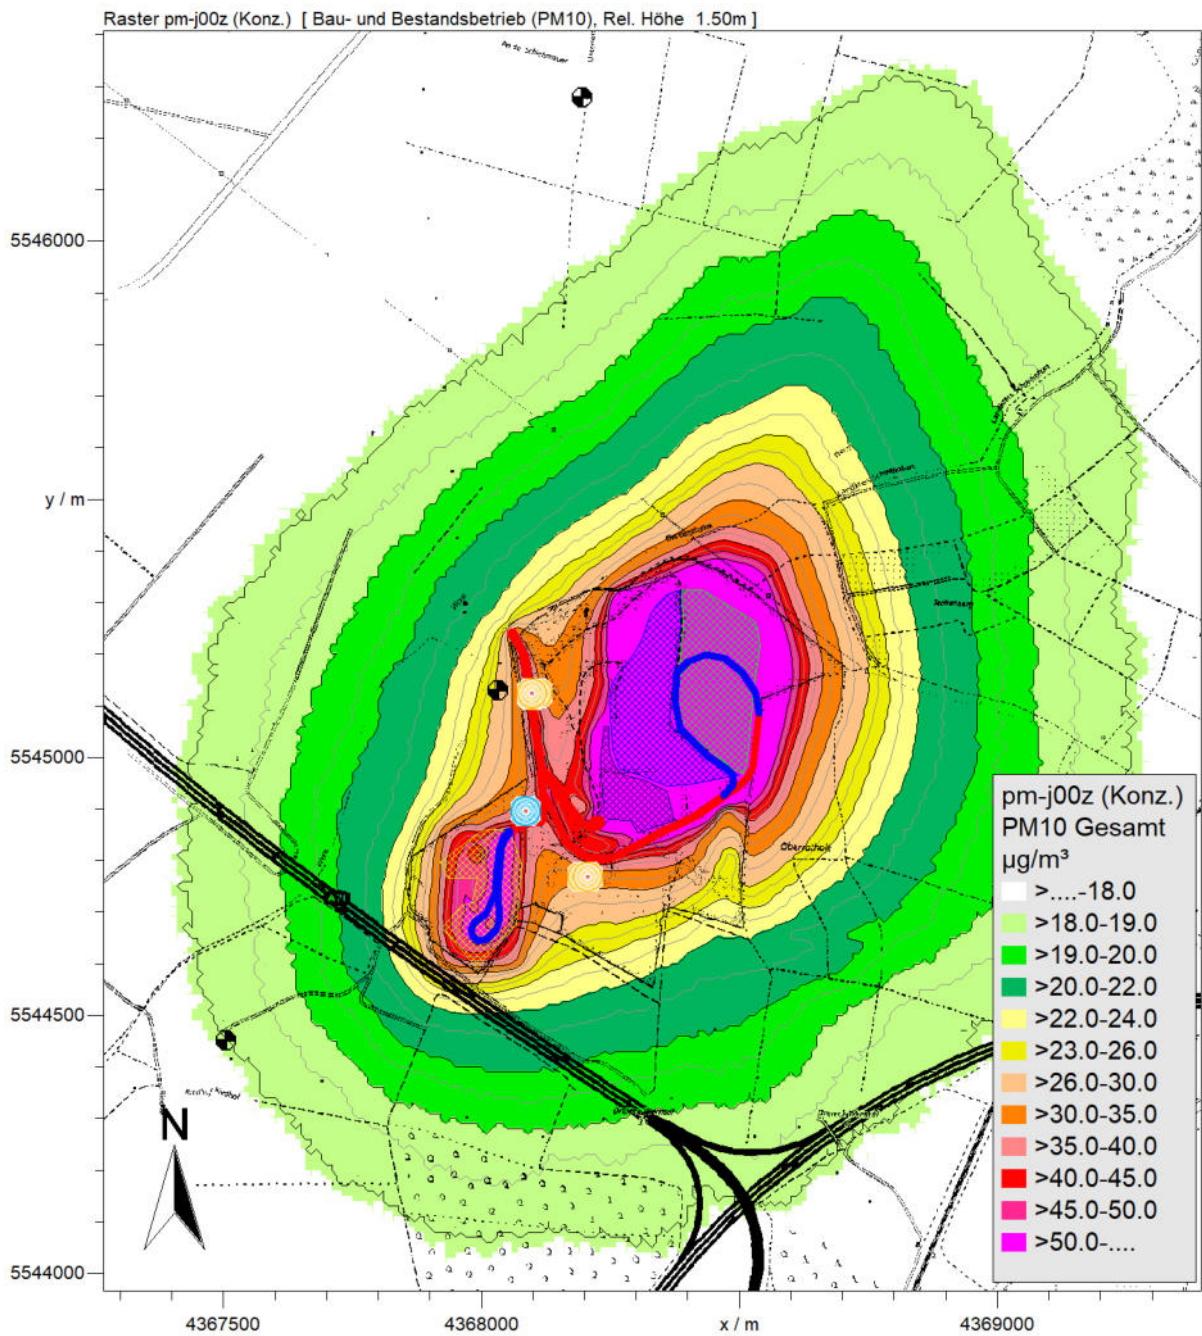 Raster pm-j00z (Konz.) [ Bau- und Bestandsbetrieb (PM10), Rel. Höhe 1.50m ]
5546000
y / m
5545000
5544500
5544000
N
4367500
4368000
x / m
4369000
pm-j00z (Konz.)
PM10 Gesamt
µg/m³
>....-18.0
>18.0-19.0
>19.0-20.0
>20.0-22.0
>22.0-24.0
>23.0-26.0
>26.0-30.0
>30.0-35.0
>35.0-40.0
>40.0-45.0
>45.0-50.0
>50.0-....